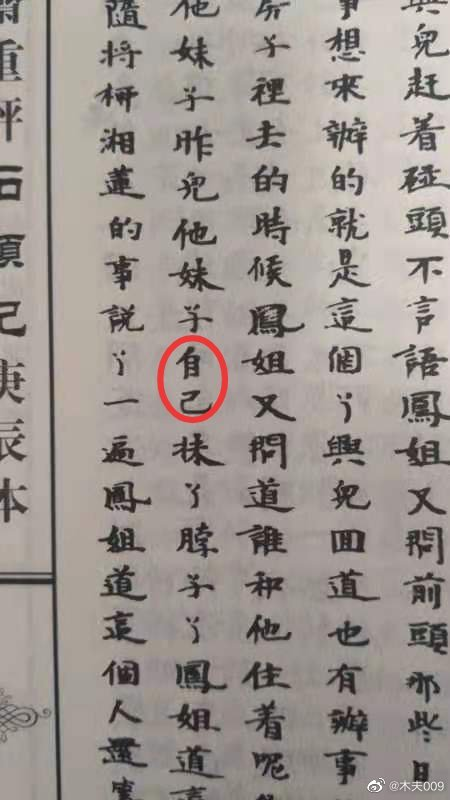 興兒赶着碰頭不言語鳳姐又問前頭那些日
事想來辦的就是這個了興兒回道也有辦事
房子裡去的時候鳳姐又問道誰和他住着呢
他妹子昨兒他妹子自己抹了脖子了鳳姐道
隨將柳湘蓮的事說了一遍鳳姐道這個人還
齋重評石頭記庚辰本
@木夫009